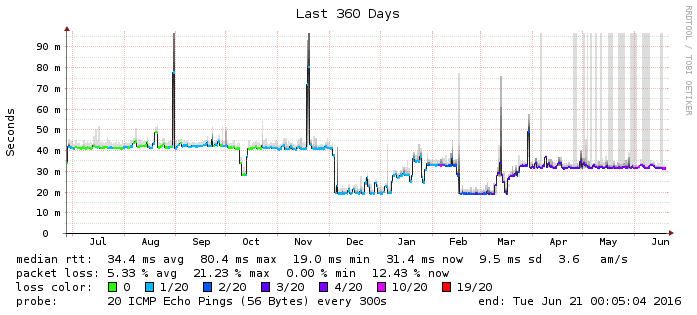 Last 360 Days
RRDTOOL / TOBI OETIKER
Seconds
90 m
80 m
70 m
60 m
50 m
40 m
30 m
20 m
10 m
0
Jul Aug Sep Oct Nov Dec Jan Feb Mar Apr May Jun
median rtt: 34.4 ms avg 80.4 ms max 19.0 ms min 31.4 ms now 9.5 ms sd 3.6 am/s
packet loss: 5.33 % avg 21.23 % max 0.00 % min 12.43 % now
loss color: 0 1/20 2/20 3/20 4/20 10/20 19/20
probe: 20 ICMP Echo Pings (56 Bytes) every 300s end: Tue Jun 21 00:05:04 2016